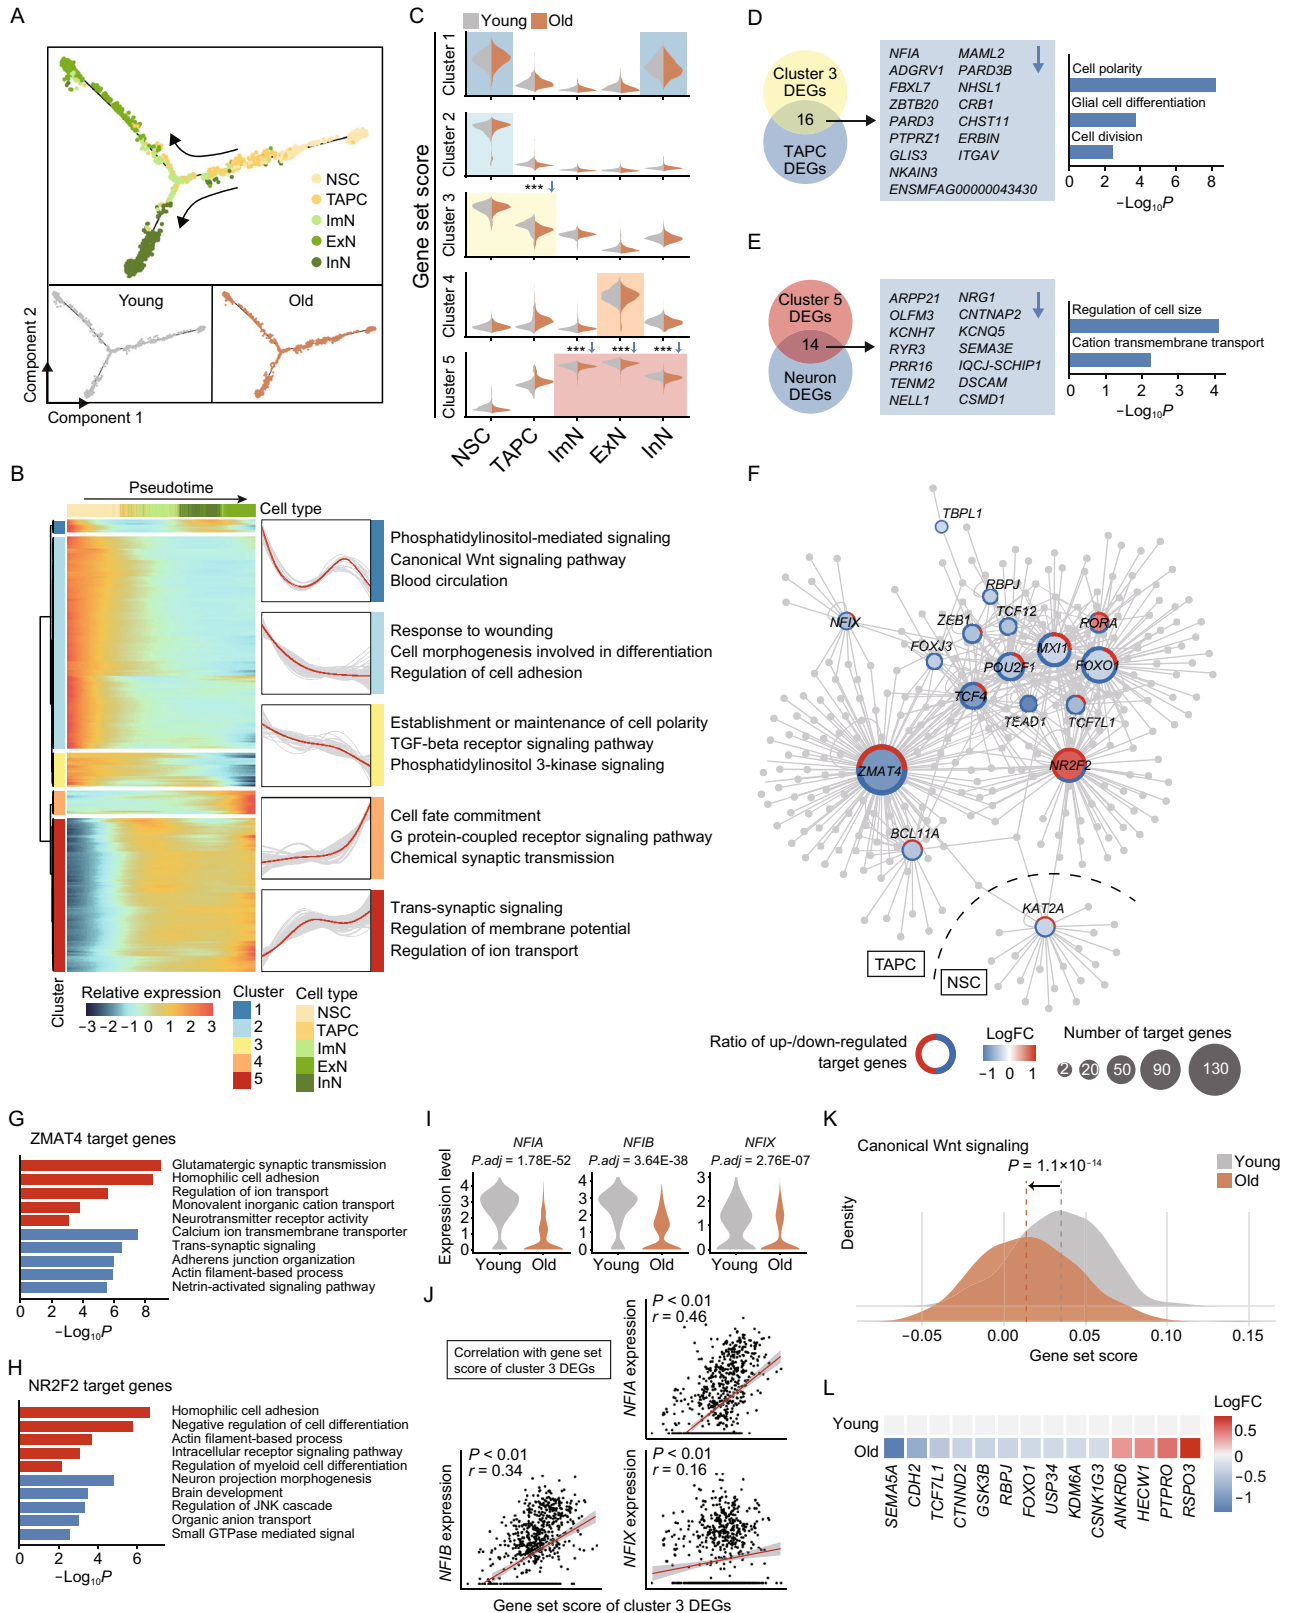 A
NSC
TAPC
ImN
ExN
InN
Young
Old
Component 2
Component 1
B
Pseudotime
Cell type
Phosphatidylinositol-mediated signaling
Canonical Wnt signaling pathway
Blood circulation
Response to wounding
Cell morphogenesis involved in differentiation
Regulation of cell adhesion
Establishment or maintenance of cell polarity
TGF-beta receptor signaling pathway
Phosphatidylinositol 3-kinase signaling
Cell fate commitment
G protein-coupled receptor signaling pathway
Chemical synaptic transmission
Trans-synaptic signaling
Regulation of membrane potential
Regulation of ion transport
Cluster
Relative expression
−3 −2 −1 0 1 2 3
Cluster
1
2
3
4
5
Cell type
NSC
TAPC
ImN
ExN
InN
C
Young Old
Gene set score
Cluster 1
Cluster 2
Cluster 3
***
Cluster 4
Cluster 5
*** *** ***
NSC TAPC ImN ExN InN
D
Cluster 3
DEGs
16
TAPC
DEGs
NFIA MAML2
ADGRV1 PARD3B
FBXL7 NHSL1
ZBTB20 CRB1
PARD3 CHST11
PTPRZ1 ERBIN
GLIS3 ITGAV
NKAIN3
ENSMFAG00000043430
Cell polarity
Glial cell differentiation
Cell division
0 2 4 6 8
−Log10P
E
Cluster 5
DEGs
14
Neuron
DEGs
ARPP21 NRG1
OLFM3 CNTNAP2
KCNH7 KCNQ5
RYR3 SEMA3E
PRR16 IQCJ-SCHIP1
TENM2 DSCAM
NELL1 CSMD1
Regulation of cell size
Cation transmembrane transport
0 1 2 3 4
−Log10P
F
TBPL1
RBPJ
TCF12
ZEB1
NFIX
RORA
MXI1
FOXJ3
POU2F1
FOXO1
TCF4
TEAD1
TCF7L1
ZMAT4
NR2F2
BCL11A
KAT2A
TAPC
NSC
Ratio of up-/down-regulated
target genes
LogFC
−1 0 1
Number of target genes
2 20 50 90 130
G
ZMAT4 target genes
Glutamatergic synaptic transmission
Homophilic cell adhesion
Regulation of ion transport
Monovalent inorganic cation transport
Neurotransmitter receptor activity
Calcium ion transmembrane transporter
Trans-synaptic signaling
Adherens junction organization
Actin filament-based process
Netrin-activated signaling pathway
0 2 4 6 8
−Log10P
H
NR2F2 target genes
Homophilic cell adhesion
Negative regulation of cell differentiation
Actin filament-based process
Intracellular receptor signaling pathway
Regulation of myeloid cell differentiation
Neuron projection morphogenesis
Brain development
Regulation of JNK cascade
Organic anion transport
Small GTPase mediated signal
0 2 4 6
−Log10P
I
Expression level
NFIA
P.adj = 1.78E-52
4
3
2
1
0
Young Old
NFIB
P.adj = 3.64E-38
4
3
2
1
0
Young Old
NFIX
P.adj = 2.76E-07
3
2
1
0
Young Old
J
Correlation with gene set
score of cluster 3 DEGs
P < 0.01
r = 0.46
NFIA expression
P < 0.01
r = 0.34
NFIB expression
P < 0.01
r = 0.16
NFIX expression
Gene set score of cluster 3 DEGs
K
Canonical Wnt signaling
P = 1.1×10−14
Young
Old
Density
−0.05 0.00 0.05 0.10 0.15
Gene set score
L
Young
Old
SEMA5A CDH2 TCF7L1 CTNND2 GSK3B RBPJ FOXO1 USP34 KDM6A CSNK1G3 ANKRD6 HECW1 PTPRO RSPO3
LogFC
0.5
0
−0.5
−1